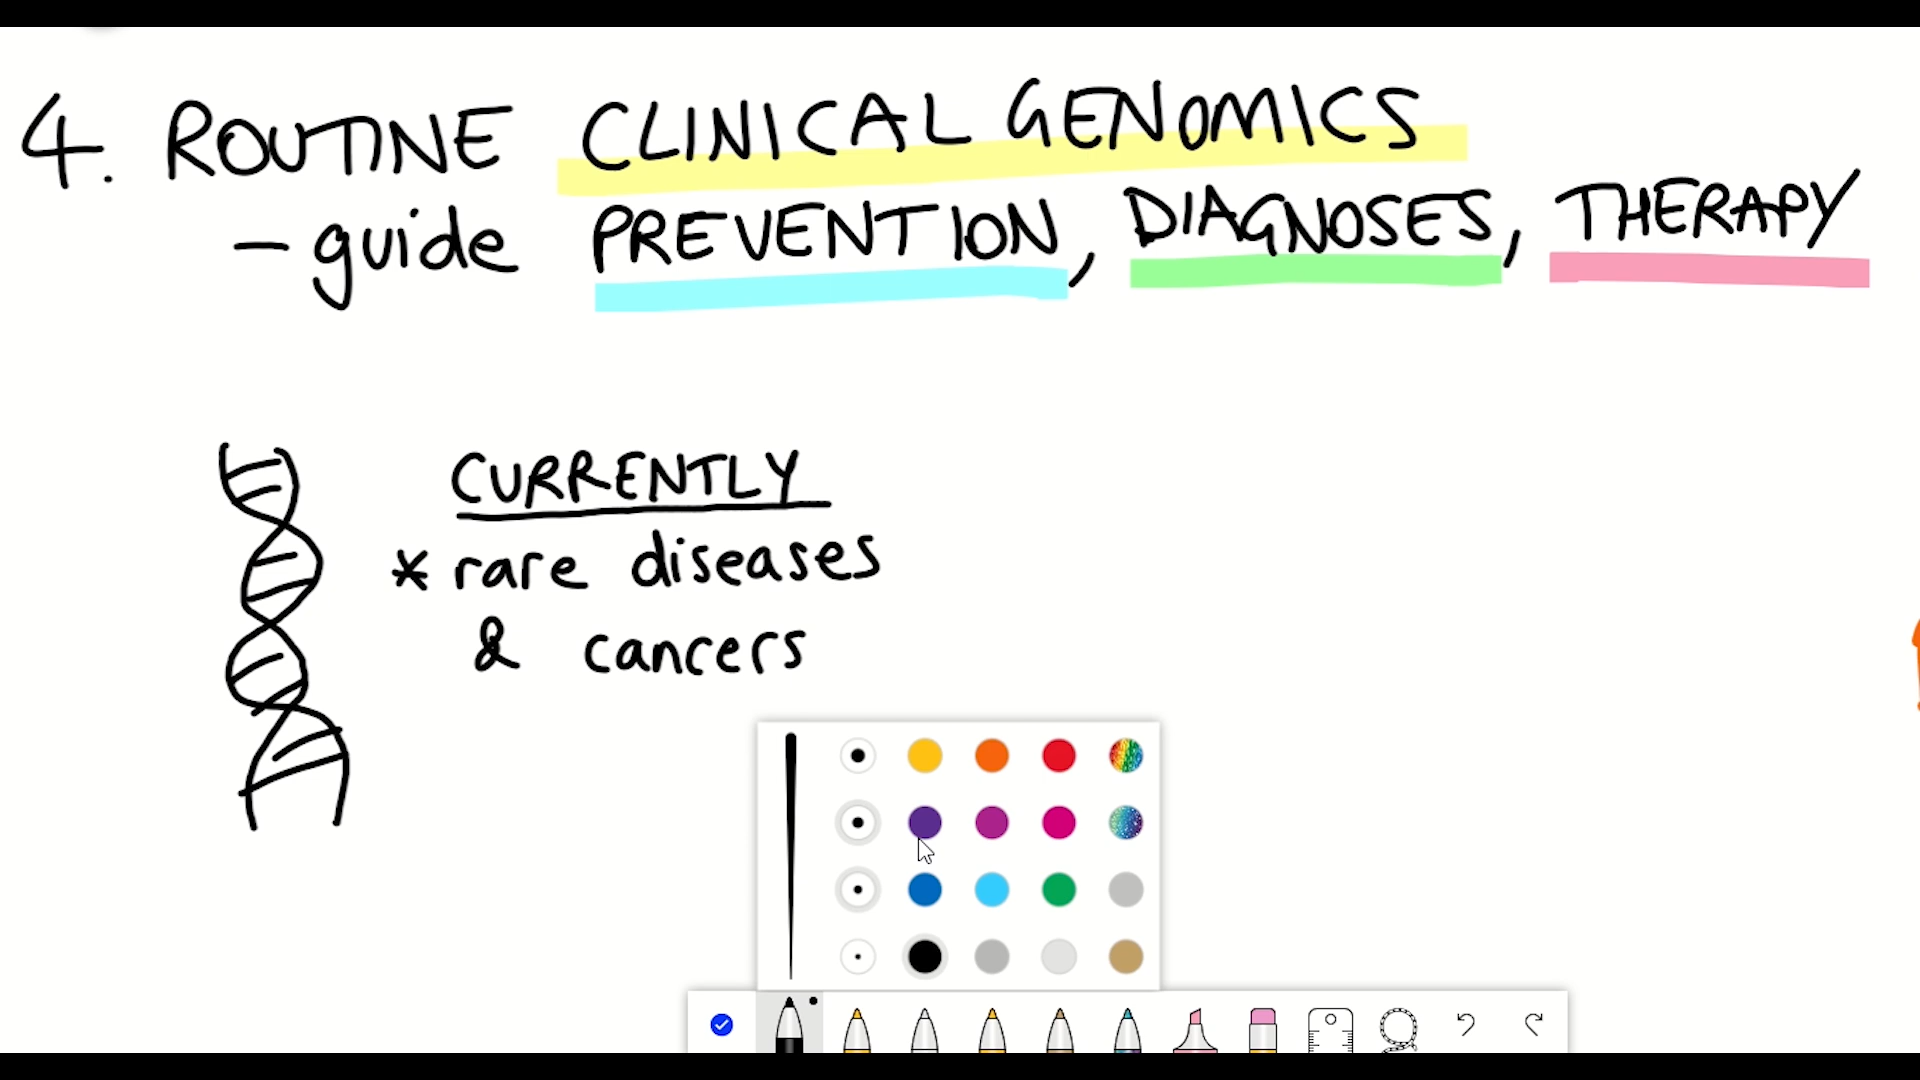 4. ROUTINE CLINICAL GENOMICS
- guide PREVENTION, DIAGNOSES, THERAPY
CURRENTLY
* rare diseases
& cancers